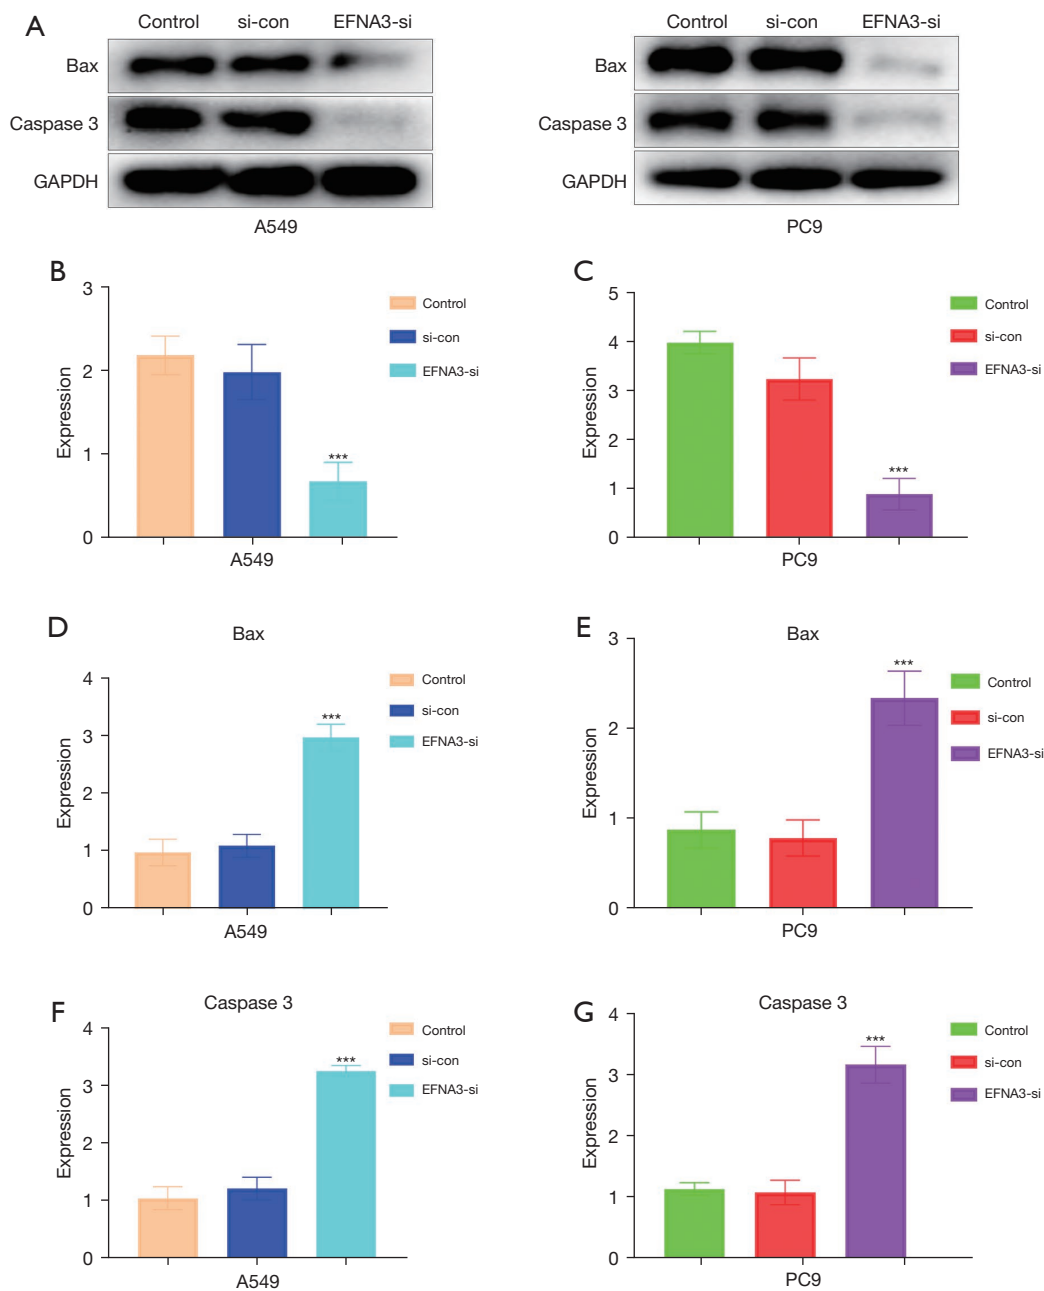 A
Control si-con EFNA3-si
Bax
Caspase 3
GAPDH
A549
Control si-con EFNA3-si
Bax
Caspase 3
GAPDH
PC9
B
Expression
3
2
1
0
***
A549
Control
si-con
EFNA3-si
C
Expression
5
4
3
2
1
0
***
PC9
Control
si-con
EFNA3-si
D
Bax
Expression
4
3
2
1
0
***
A549
Control
si-con
EFNA3-si
E
Bax
Expression
3
2
1
0
***
PC9
Control
si-con
EFNA3-si
F
Caspase 3
Expression
4
3
2
1
0
***
A549
Control
si-con
EFNA3-si
G
Caspase 3
Expression
4
3
2
1
0
***
PC9
Control
si-con
EFNA3-si